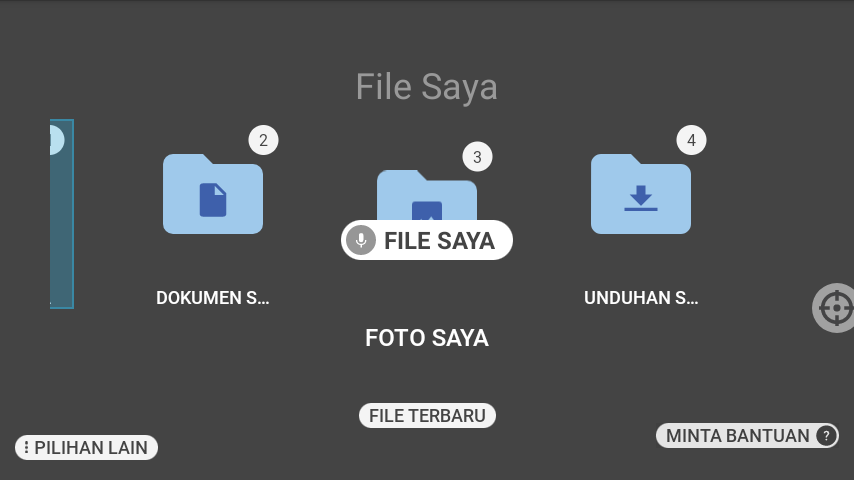 File Saya
2
3
4
FILE SAYA
DOKUMEN S...
UNDUHAN S...
FOTO SAYA
FILE TERBARU
PILIHAN LAIN
MINTA BANTUAN ?